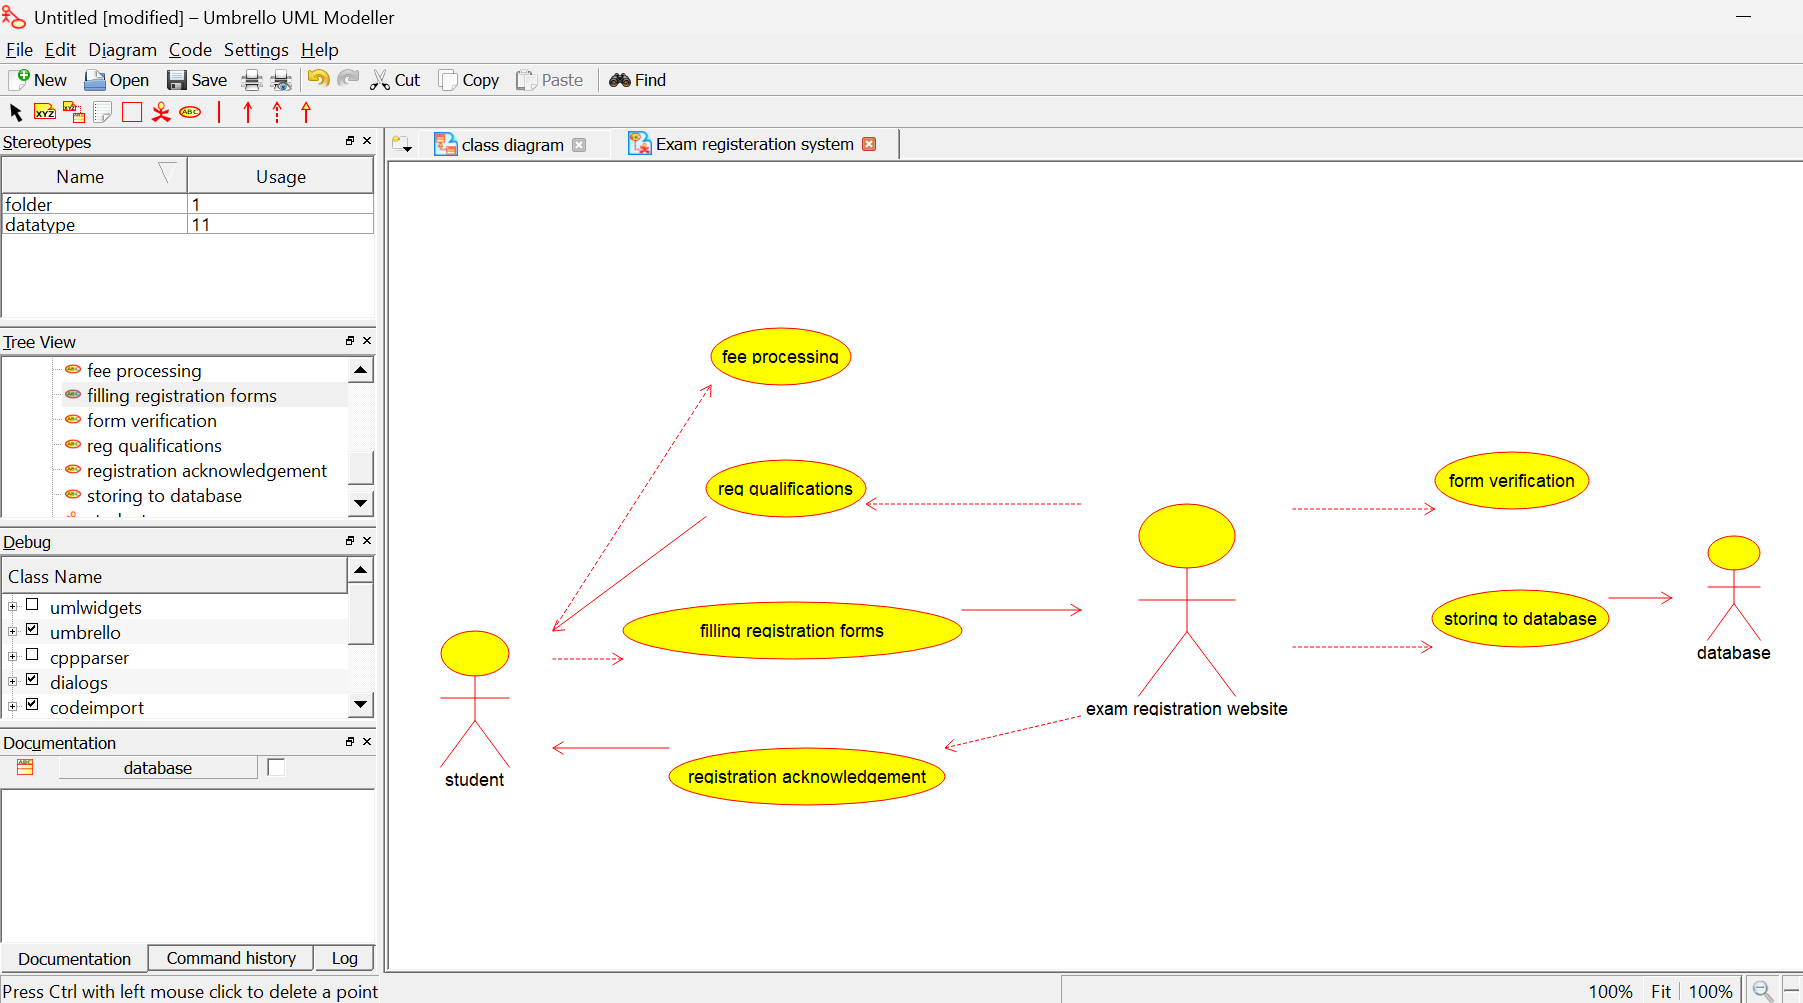 Untitled [modified] – Umbrello UML Modeller
File Edit Diagram Code Settings Help
New Open Save Cut Copy Paste Find
XYZ XYZ ABC
Stereotypes
class diagram Exam registeration system
Name Usage
folder 1
datatype 11
Tree View
fee processing
filling registration forms
form verification
reg qualifications
registration acknowledgement
storing to database
Debug
Class Name
umlwidgets
umbrello
cppparser
dialogs
codeimport
Documentation
database
Documentation Command history Log
Press Ctrl with left mouse click to delete a point
100% Fit 100%
fee processing
reg qualifications
form verification
filling registration forms
storing to database
database
exam registration website
registration acknowledgement
student